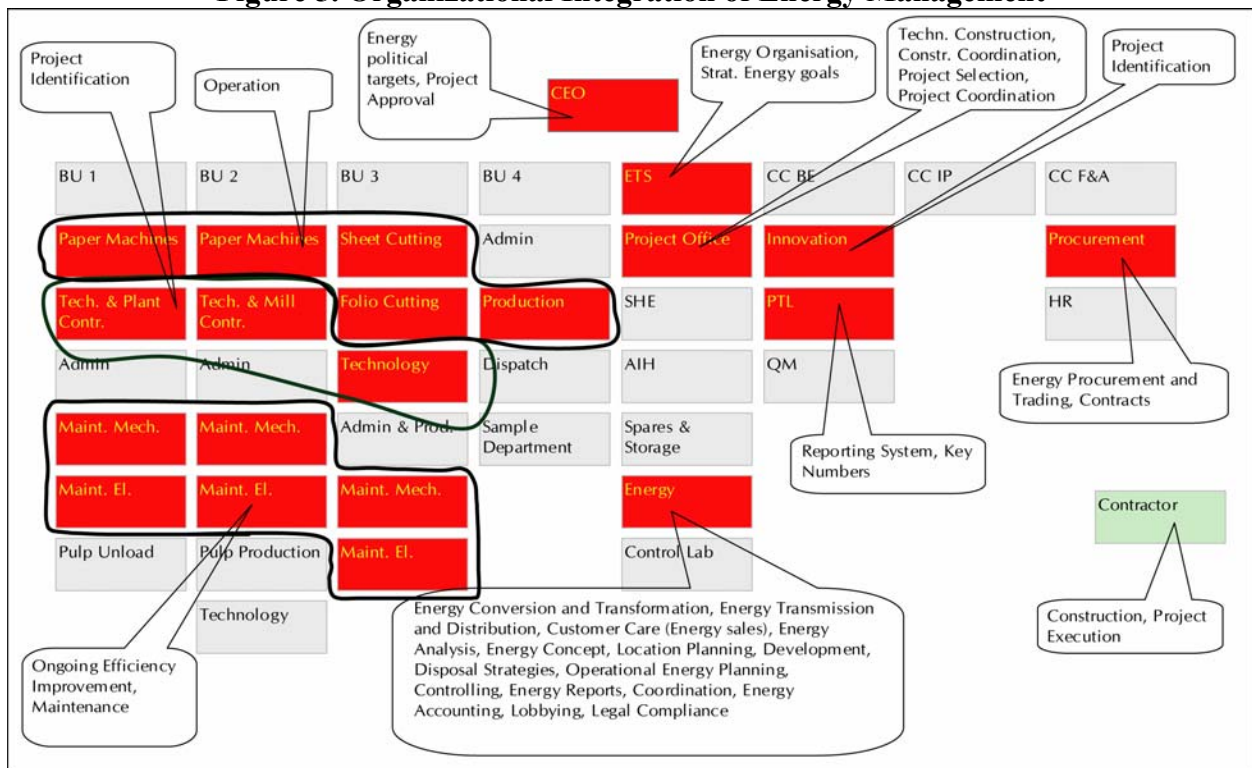 Figure 3. Organizational Integration of Energy Management
Project
Identification
Operation
Energy
political
targets, Project
Approval
CEO
Energy Organisation,
Strat. Energy goals
Techn. Construction,
Constr. Coordination,
Project Selection,
Project Coordination
Project
Identification
BU 1
BU 2
BU 3
BU 4
ETS
CC BE
CC IP
CC F&A
Paper Machines
Paper Machines
Sheet Cutting
Admin
Project Office
Innovation
Procurement
Tech. & Plant
Contr.
Tech. & Mill
Contr.
Folio Cutting
Production
SHE
PTL
HR
Admin
Admin
Technology
Dispatch
AIH
QM
Energy Procurement and
Trading, Contracts
Maint. Mech.
Maint. Mech.
Admin & Prod.
Sample
Department
Spares &
Storage
Reporting System, Key
Numbers
Maint. El.
Maint. El.
Maint. Mech.
Energy
Contractor
Pulp Unload
Pulp Production
Maint. El.
Control Lab
Technology
Ongoing Efficiency
Improvement,
Maintenance
Energy Conversion and Transformation, Energy Transmission
and Distribution, Customer Care (Energy sales), Energy
Analysis, Energy Concept, Location Planning, Development,
Disposal Strategies, Operational Energy Planning,
Controlling, Energy Reports, Coordination, Energy
Accounting, Lobbying, Legal Compliance
Construction, Project
Execution